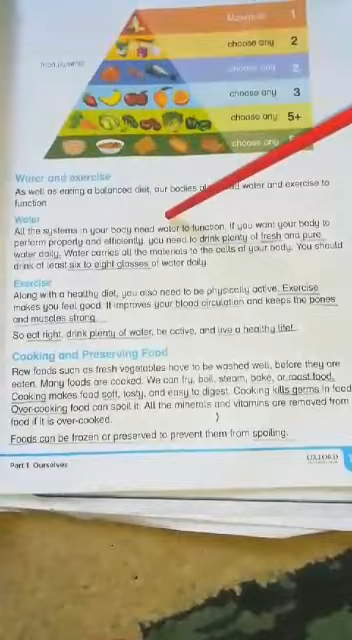 Maximum 1
choose any 2
food pyramid
choose any 2
choose any 3
choose any 5+
choose any
Water and exercise
As well as eating a balanced diet, our bodies water and exercise to
function
Water
All the systems in your body need water to function. If you want your body to
perform properly and efficiently, you need to drink plenty of fresh and pure
water daily. Water carries all the materials to the cells of your body. You should
drink at least six to eight glasses of water daily.
Exercise
Along with a healthy diet, you also need to be physically active. Exercise
makes you feel good. It improves your blood circulation and keeps the bones
and muscles strong.
So eat right, drink plenty of water, be active, and live a healthy life!
Cooking and Preserving Food
Raw foods such as fresh vegetables have to be washed well, before they are
eaten. Many foods are cooked. We can fry, boil, steam, bake, or roast food.
Cooking makes food soft, tasty, and easy to digest. Cooking kills germs in food
Over-cooking food can spoil it. All the minerals and vitamins are removed from
food if it is over-cooked.
Foods can be frozen or preserved to prevent them from spoiling.
Part 1 Ourselves
OXFORD